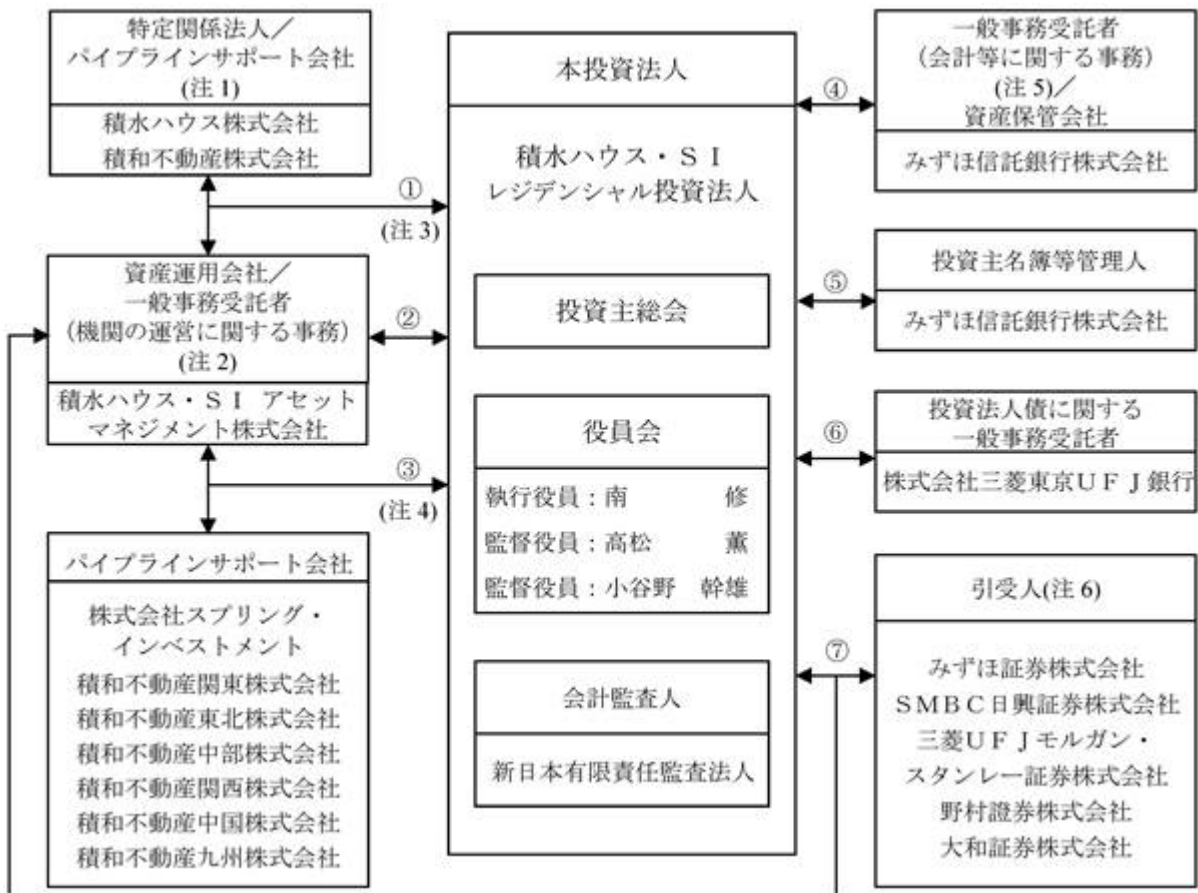 特定関係法人／
パイプラインサポート会社
(注 1)
積水ハウス株式会社
積和不動産株式会社
①
(注 3)
資産運用会社／
一般事務受託者
（機関の運営に関する事務）
(注 2)
積水ハウス・ＳＩ アセット
マネジメント株式会社
②
③
(注 4)
パイプラインサポート会社
株式会社スプリング・
インベストメント
積和不動産関東株式会社
積和不動産東北株式会社
積和不動産中部株式会社
積和不動産関西株式会社
積和不動産中国株式会社
積和不動産九州株式会社
本投資法人
積水ハウス・ＳＩ
レジデンシャル投資法人
投資主総会
役員会
執行役員：南　　　修
監督役員：高松　　薫
監督役員：小谷野　幹雄
会計監査人
新日本有限責任監査法人
④
一般事務受託者
（会計等に関する事務）
(注 5)／
資産保管会社
みずほ信託銀行株式会社
⑤
投資主名簿等管理人
みずほ信託銀行株式会社
⑥
投資法人債に関する
一般事務受託者
株式会社三菱東京ＵＦＪ銀行
⑦
引受人(注 6)
みずほ証券株式会社
ＳＭＢＣ日興証券株式会社
三菱ＵＦＪモルガン・
スタンレー証券株式会社
野村證券株式会社
大和証券株式会社